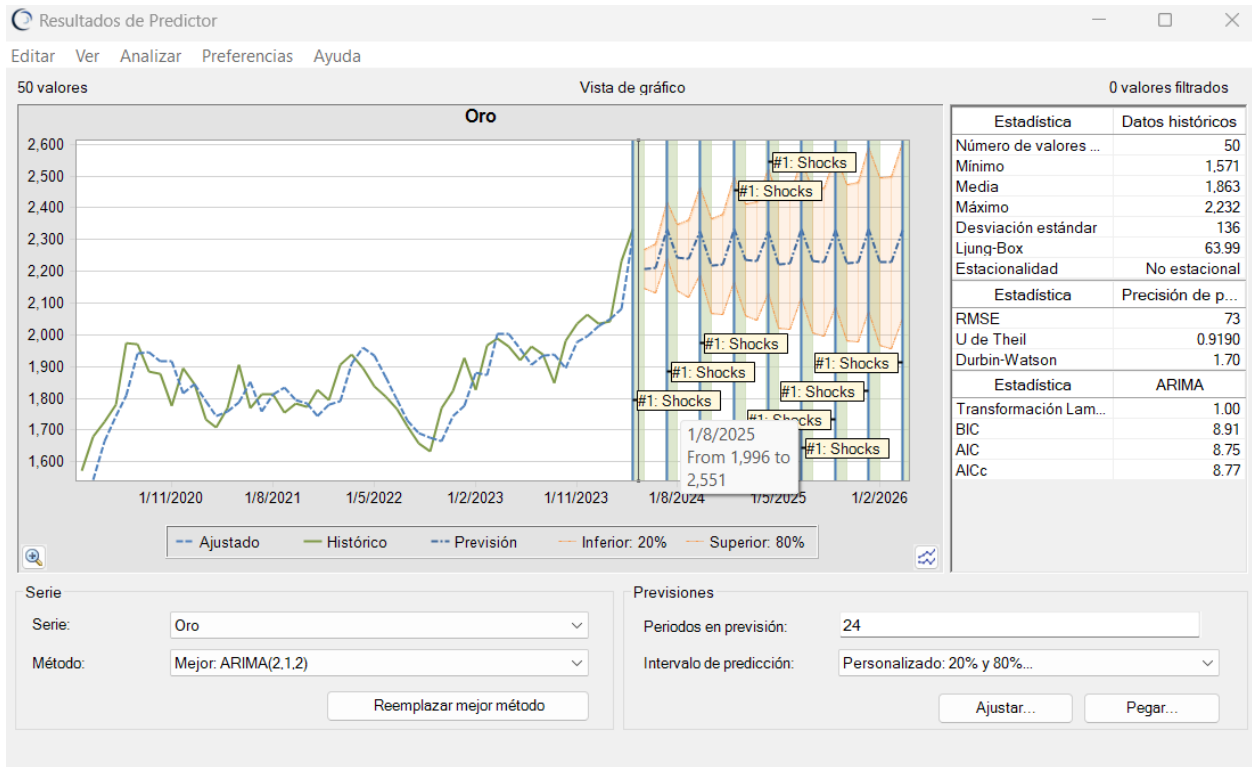 Resultados de Predictor
Editar Ver Analizar Preferencias Ayuda
50 valores
Vista de gráfico
0 valores filtrados
Oro
2,600
2,500
2,400
2,300
2,200
2,100
2,000
1,900
1,800
1,700
1,600
#1: Shocks
#1: Shocks
#1: Shocks
#1: Shocks
#1: Shocks
#1: Shocks
#1: Shocks
#1: Shocks
#1: Shocks
1/8/2025
From 1,996 to
2,551
1/11/2020 1/8/2021 1/5/2022 1/2/2023 1/11/2023 1/8/2024 1/5/2025 1/2/2026
Ajustado Histórico Previsión Inferior: 20% Superior: 80%
Estadística Datos históricos
Número de valores ... 50
Mínimo 1,571
Media 1,863
Máximo 2,232
Desviación estándar 136
Ljung-Box 63.99
Estacionalidad No estacional
Estadística Precisión de p...
RMSE 73
U de Theil 0.9190
Durbin-Watson 1.70
Estadística ARIMA
Transformación Lam... 1.00
BIC 8.91
AIC 8.75
AICc 8.77
Serie
Serie: Oro
Método: Mejor: ARIMA(2,1,2)
Reemplazar mejor método
Previsiones
Periodos en previsión: 24
Intervalo de predicción: Personalizado: 20% y 80%...
Ajustar... Pegar...